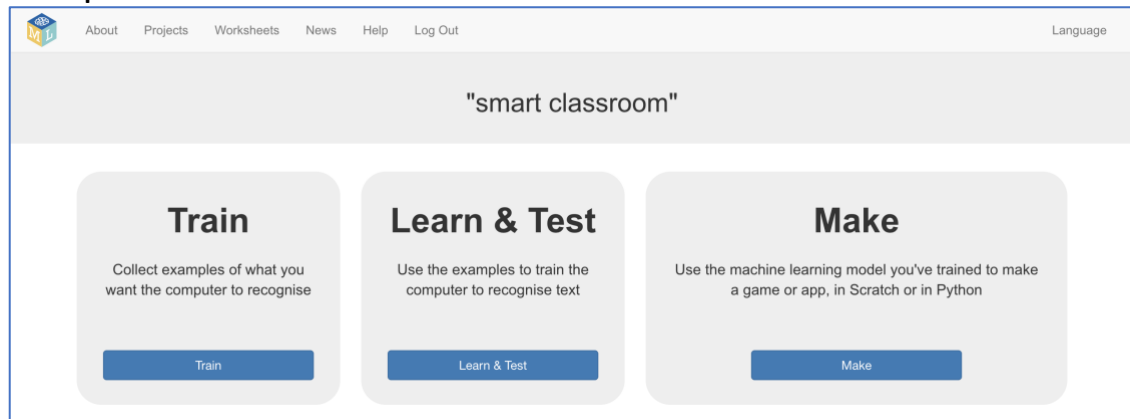 About Projects Worksheets News Help Log Out Language
"smart classroom"
Train
Collect examples of what you
want the computer to recognise
Train
Learn & Test
Use the examples to train the
computer to recognise text
Learn & Test
Make
Use the machine learning model you've trained to make
a game or app, in Scratch or in Python
Make